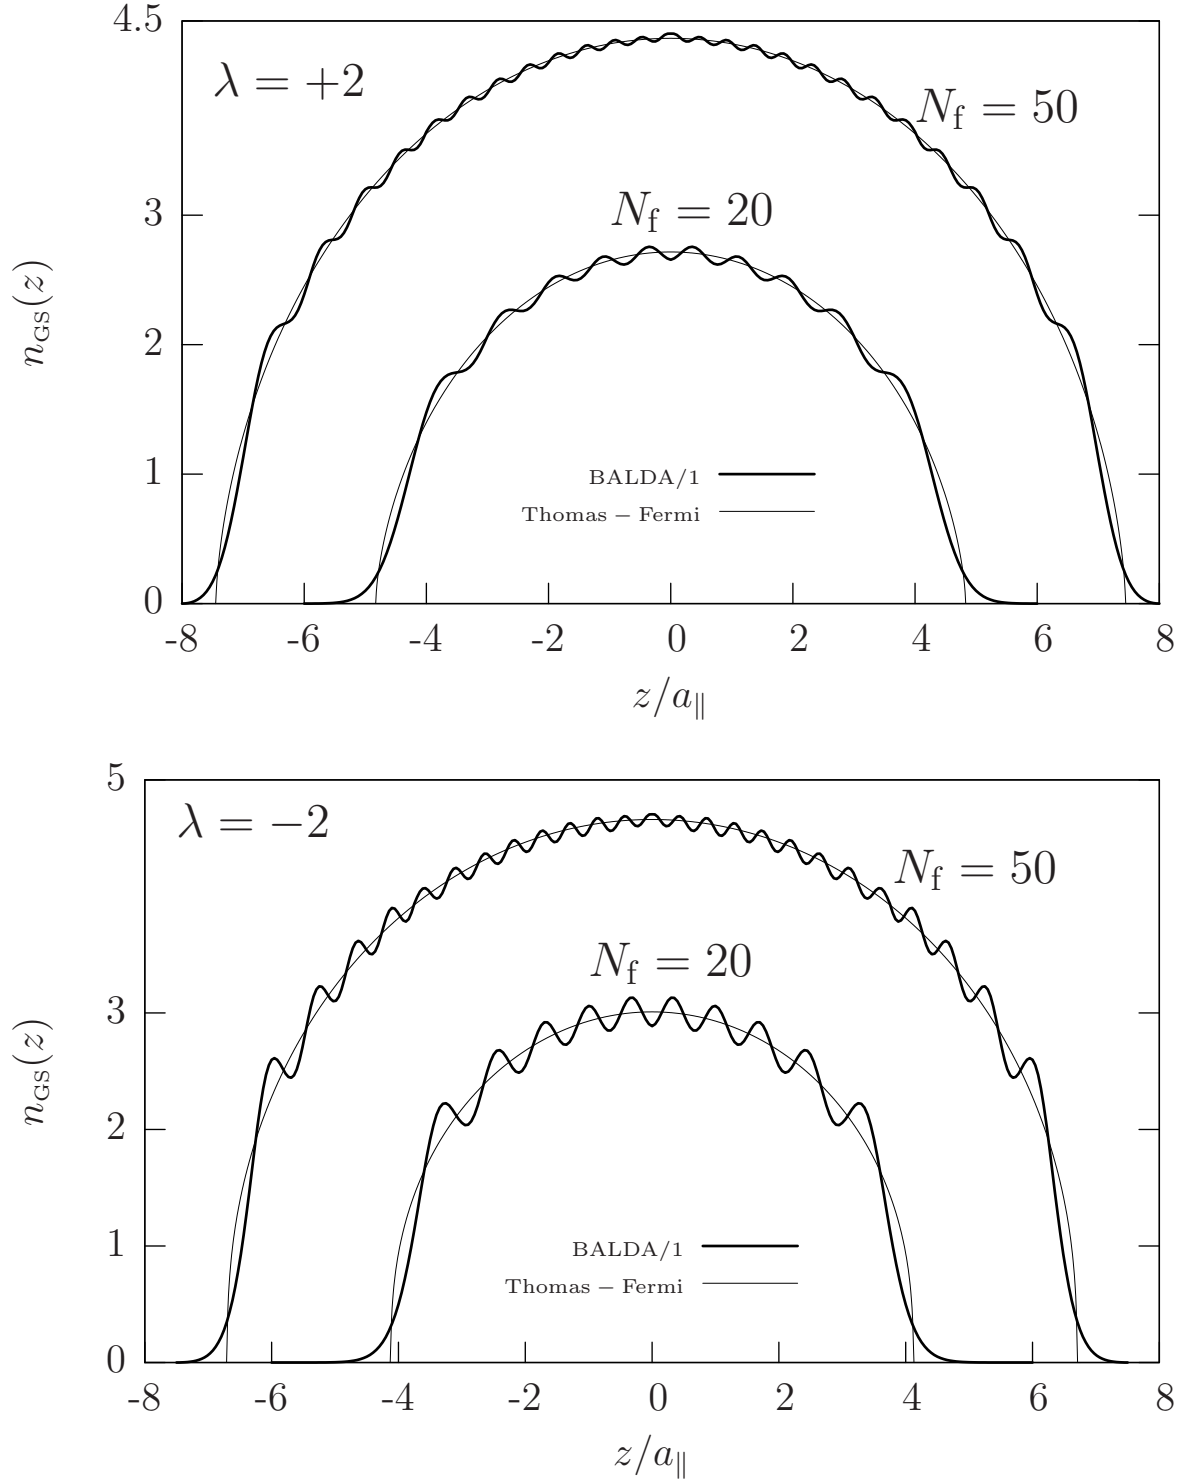 4.5
λ = +2
N_f = 50
3
N_f = 20
n_GS(z)
2
1
BALDA/1
Thomas – Fermi
0
-8 -6 -4 -2 0 2 4 6 8
z/a_∥
5
λ = −2
N_f = 50
N_f = 20
3
n_GS(z)
2
1
BALDA/1
Thomas – Fermi
0
-8 -6 -4 -2 0 2 4 6 8
z/a_∥